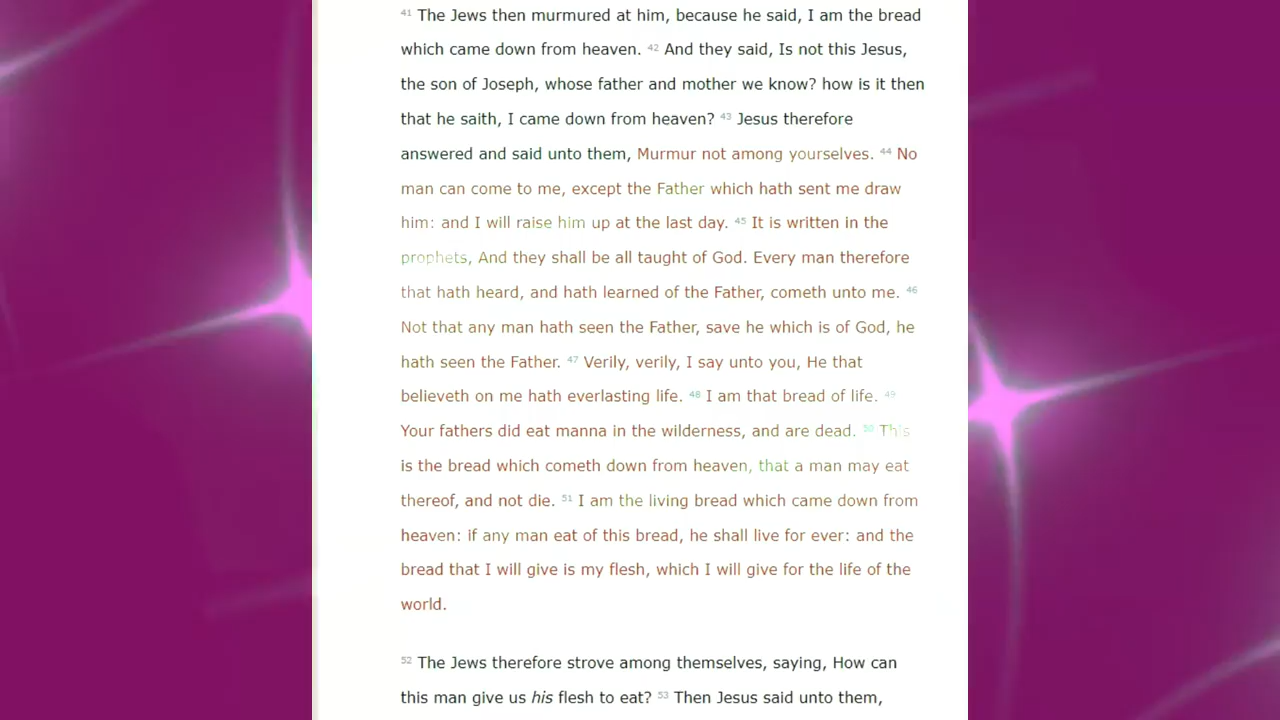 41 The Jews then murmured at him, because he said, I am the bread
which came down from heaven. 42 And they said, Is not this Jesus,
the son of Joseph, whose father and mother we know? how is it then
that he saith, I came down from heaven? 43 Jesus therefore
answered and said unto them, Murmur not among yourselves. 44 No
man can come to me, except the Father which hath sent me draw
him: and I will raise him up at the last day. 45 It is written in the
prophets, And they shall be all taught of God. Every man therefore
that hath heard, and hath learned of the Father, cometh unto me. 46
Not that any man hath seen the Father, save he which is of God, he
hath seen the Father. 47 Verily, verily, I say unto you, He that
believeth on me hath everlasting life. 48 I am that bread of life. 49
Your fathers did eat manna in the wilderness, and are dead. 50 This
is the bread which cometh down from heaven, that a man may eat
thereof, and not die. 51 I am the living bread which came down from
heaven: if any man eat of this bread, he shall live for ever: and the
bread that I will give is my flesh, which I will give for the life of the
world.
52 The Jews therefore strove among themselves, saying, How can
this man give us his flesh to eat? 53 Then Jesus said unto them,